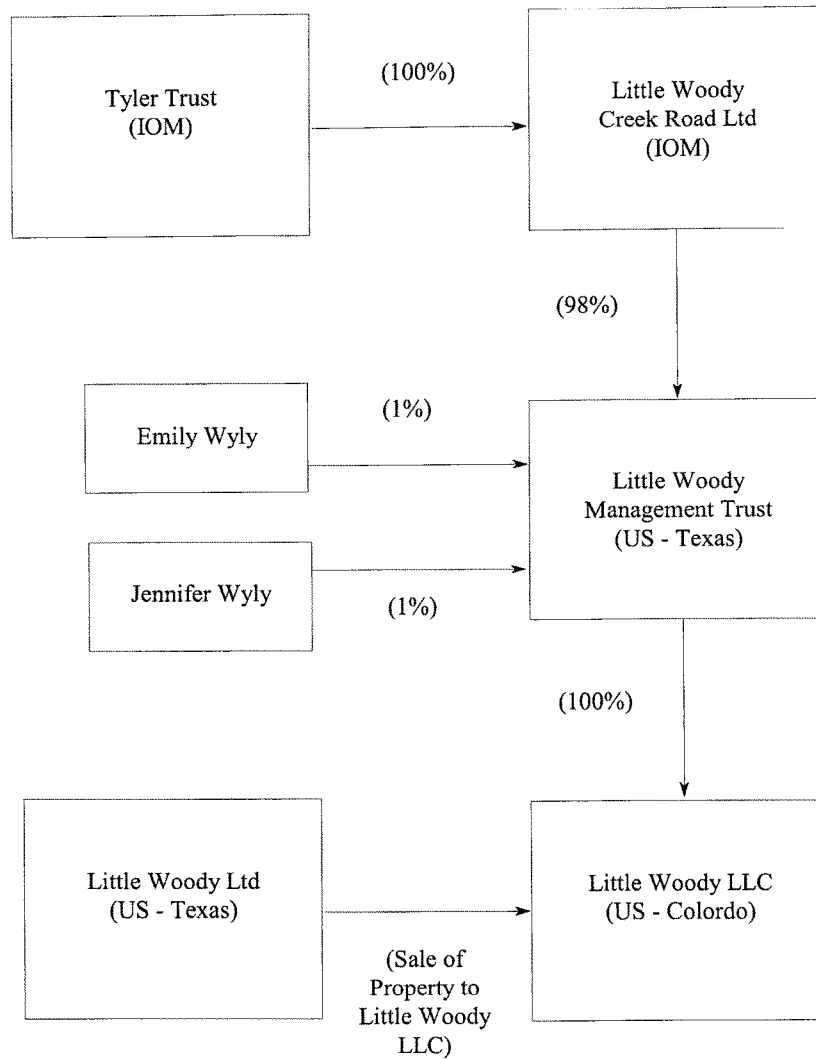 Tyler Trust
(IOM)
(100%)
Little Woody
Creek Road Ltd
(IOM)
(98%)
Emily Wyly
(1%)
Little Woody
Management Trust
(US - Texas)
Jennifer Wyly
(1%)
(100%)
Little Woody Ltd
(US - Texas)
Little Woody LLC
(US - Colordo)
(Sale of
Property to
Little Woody
LLC)